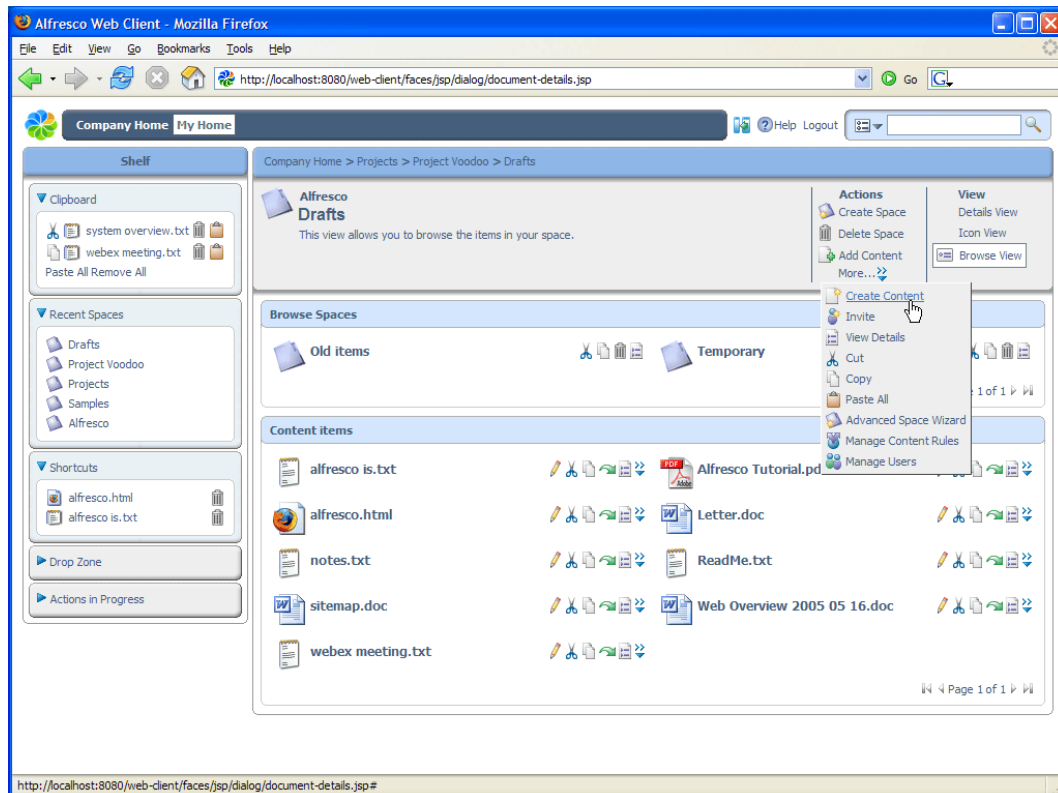 Alfresco Web Client - Mozilla Firefox
File Edit View Go Bookmarks Tools Help
http://localhost:8080/web-client/faces/jsp/dialog/document-details.jsp Go G
Company Home My Home Help Logout
Shelf
Clipboard
system overview.txt
webex meeting.txt
Paste All Remove All
Recent Spaces
Drafts
Project Voodoo
Projects
Samples
Alfresco
Shortcuts
alfresco.html
alfresco is.txt
Drop Zone
Actions in Progress
Company Home > Projects > Project Voodoo > Drafts
Alfresco
Drafts
This view allows you to browse the items in your space.
Actions
Create Space
Delete Space
Add Content
More...
View
Details View
Icon View
Browse View
Create Content
Invite
View Details
Cut
Copy
Paste All
Advanced Space Wizard
Manage Content Rules
Manage Users
Browse Spaces
Old items Temporary
1 of 1
Content items
alfresco is.txt PDF Adobe Alfresco Tutorial.pd
alfresco.html Letter.doc
notes.txt ReadMe.txt
sitemap.doc Web Overview 2005 05 16.doc
webex meeting.txt
Page 1 of 1
http://localhost:8080/web-client/faces/jsp/dialog/document-details.jsp#